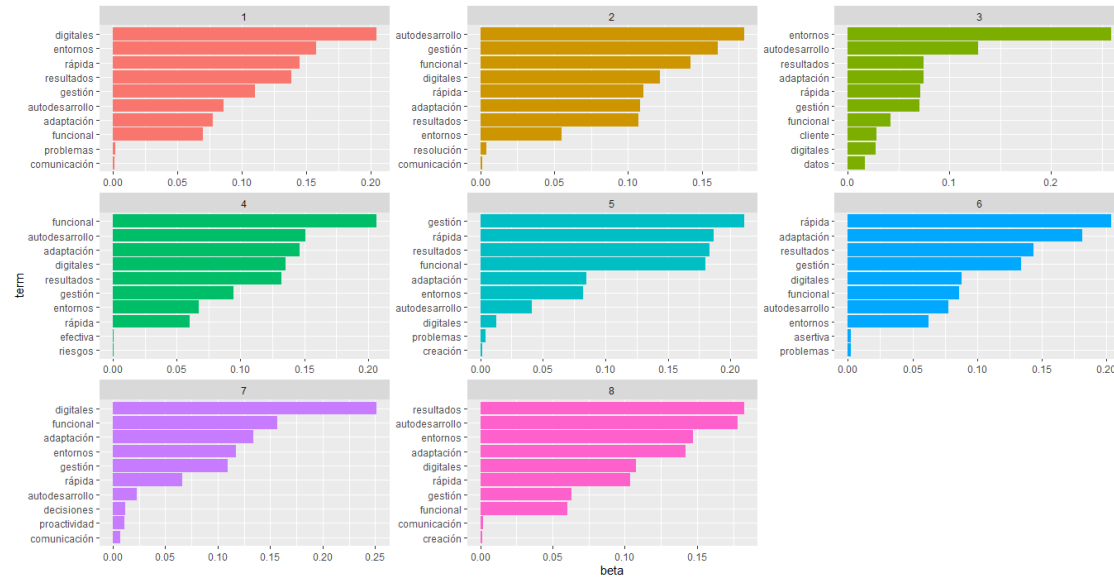 1
digitales
entornos
rápida
resultados
gestión
autodesarrollo
adaptación
funcional
problemas
comunicación
0.00 0.05 0.10 0.15 0.20
2
autodesarrollo
gestión
funcional
digitales
rápida
adaptación
resultados
entornos
resolución
comunicación
0.00 0.05 0.10 0.15
3
entornos
autodesarrollo
resultados
adaptación
rápida
gestión
funcional
cliente
digitales
datos
0.0 0.1 0.2
term
4
funcional
autodesarrollo
adaptación
digitales
resultados
gestión
entornos
rápida
efectiva
riesgos
0.00 0.05 0.10 0.15 0.20
5
gestión
rápida
resultados
funcional
adaptación
entornos
autodesarrollo
digitales
problemas
creación
0.00 0.05 0.10 0.15 0.20
6
rápida
adaptación
resultados
gestión
digitales
funcional
autodesarrollo
entornos
asertiva
problemas
0.00 0.05 0.10 0.15 0.20
7
digitales
funcional
adaptación
entornos
gestión
rápida
autodesarrollo
decisiones
proactividad
comunicación
0.00 0.05 0.10 0.15 0.20 0.25
8
resultados
autodesarrollo
entornos
adaptación
digitales
rápida
gestión
funcional
comunicación
creación
0.00 0.05 0.10 0.15
beta